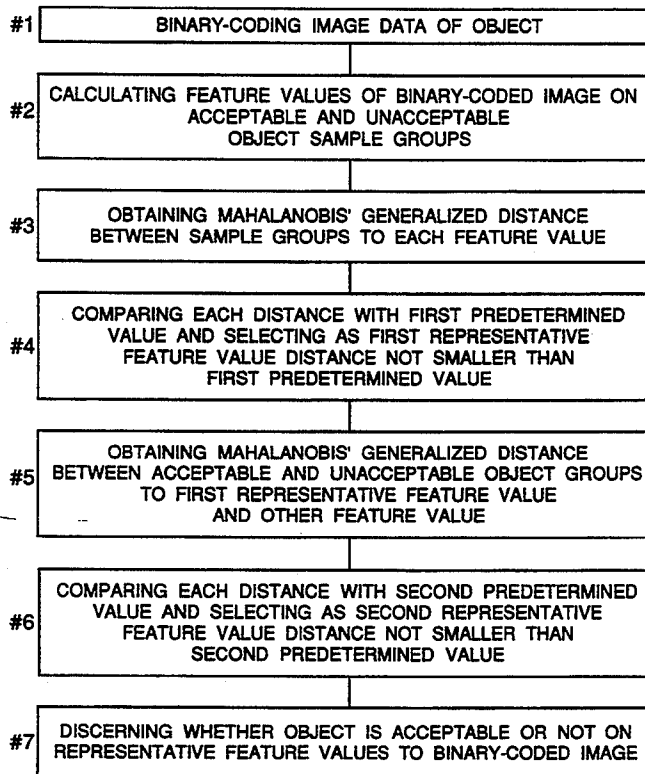 #1 BINARY-CODING IMAGE DATA OF OBJECT
CALCULATING FEATURE VALUES OF BINARY-CODED IMAGE ON
#2 ACCEPTABLE AND UNACCEPTABLE
OBJECT SAMPLE GROUPS
#3 OBTAINING MAHALANOBIS' GENERALIZED DISTANCE
BETWEEN SAMPLE GROUPS TO EACH FEATURE VALUE
COMPARING EACH DISTANCE WITH FIRST PREDETERMINED
VALUE AND SELECTING AS FIRST REPRESENTATIVE
#4 FEATURE VALUE DISTANCE NOT SMALLER THAN
FIRST PREDETERMINED VALUE
OBTAINING MAHALANOBIS' GENERALIZED DISTANCE
#5 BETWEEN ACCEPTABLE AND UNACCEPTABLE OBJECT GROUPS
TO FIRST REPRESENTATIVE FEATURE VALUE
AND OTHER FEATURE VALUE
COMPARING EACH DISTANCE WITH SECOND PREDETERMINED
VALUE AND SELECTING AS SECOND REPRESENTATIVE
#6 FEATURE VALUE DISTANCE NOT SMALLER THAN
SECOND PREDETERMINED VALUE
#7 DISCERNING WHETHER OBJECT IS ACCEPTABLE OR NOT ON
REPRESENTATIVE FEATURE VALUES TO BINARY-CODED IMAGE